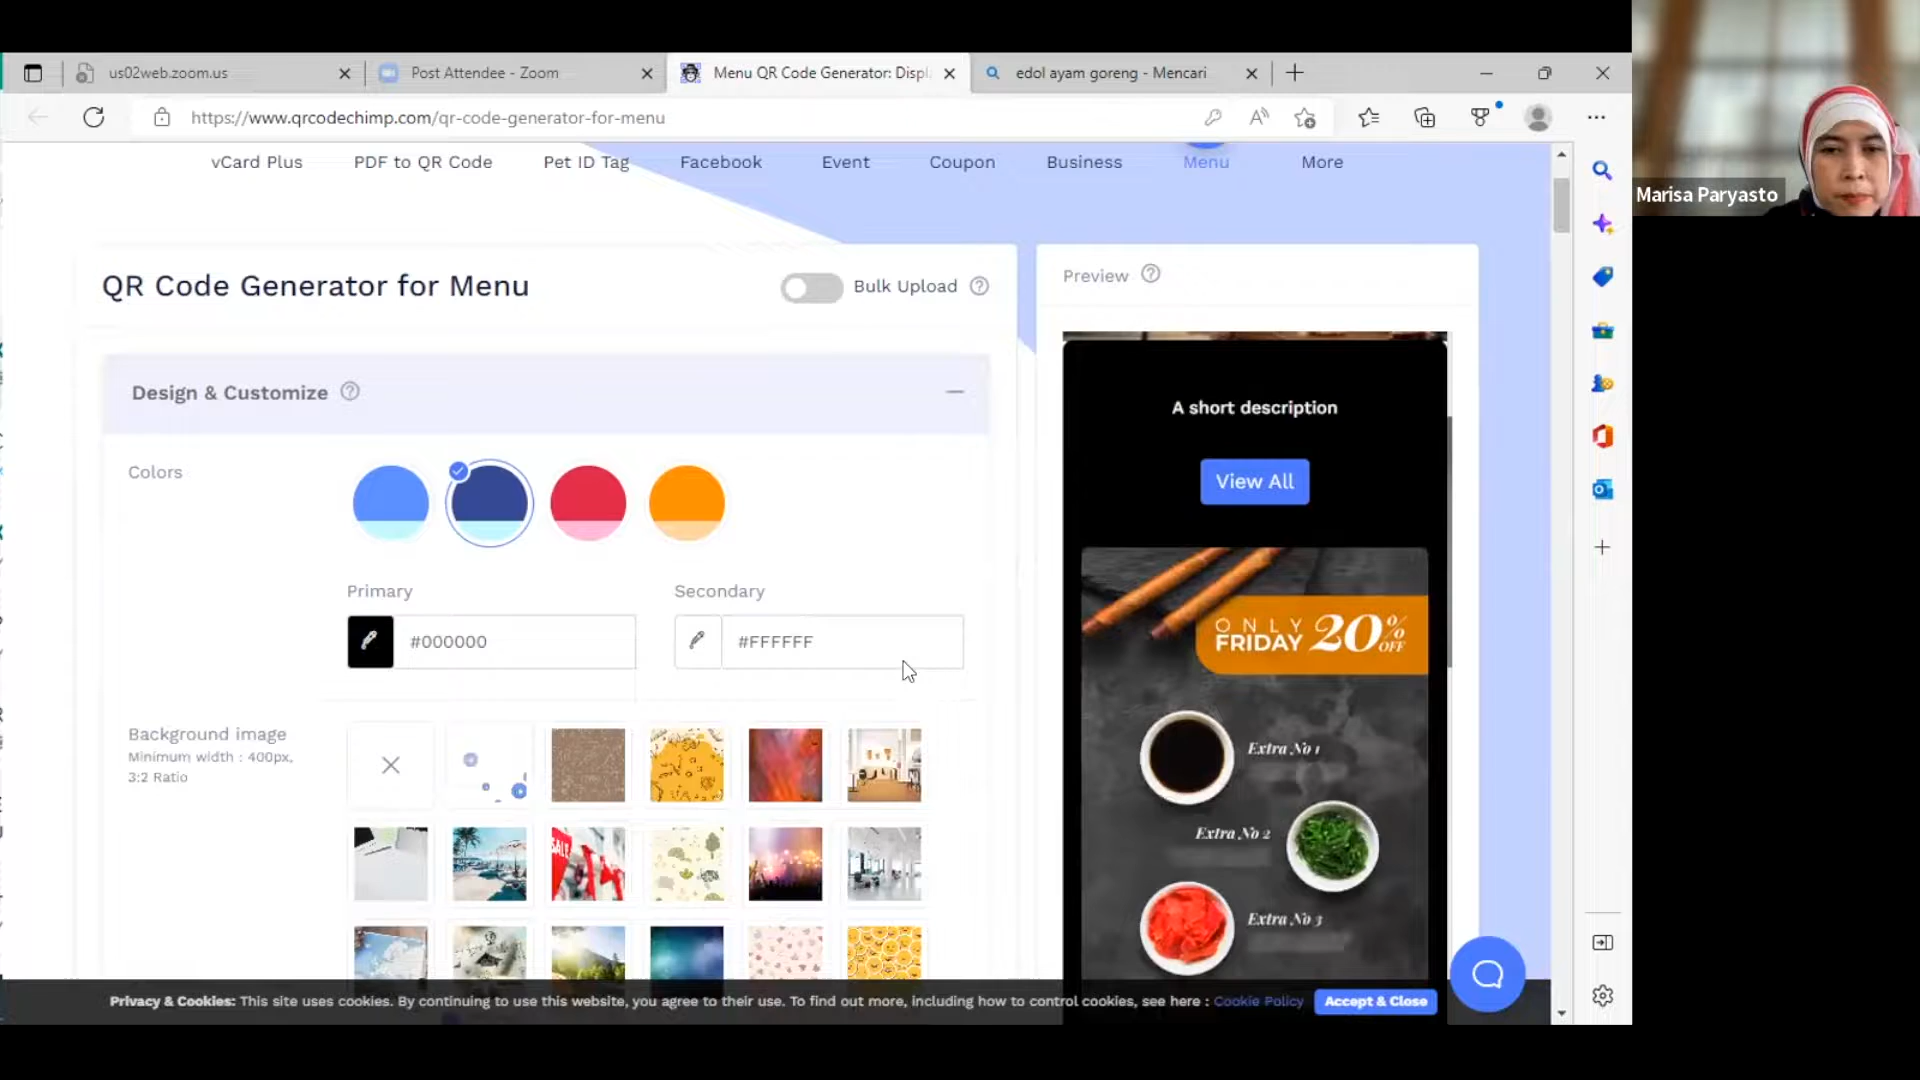 us02web.zoom.us
Post Attendee - Zoom
Menu QR Code Generator: Displ
edol ayam goreng - Mencari
https://www.qrcodechimp.com/qr-code-generator-for-menu
vCard Plus
PDF to QR Code
Pet ID Tag
Facebook
Event
Coupon
Business
Menu
More
Marisa Paryasto
QR Code Generator for Menu
Bulk Upload
Preview
Design & Customize
A short description
Colors
View All
Primary
Secondary
#000000
#FFFFFF
ONLY
FRIDAY 20% OFF
Background image
Minimum width : 400px,
3:2 Ratio
Extra No 1
Extra No 2
SALE
Extra No 3
Privacy & Cookies: This site uses cookies. By continuing to use this website, you agree to their use. To find out more, including how to control cookies, see here : Cookie Policy
Accept & Close